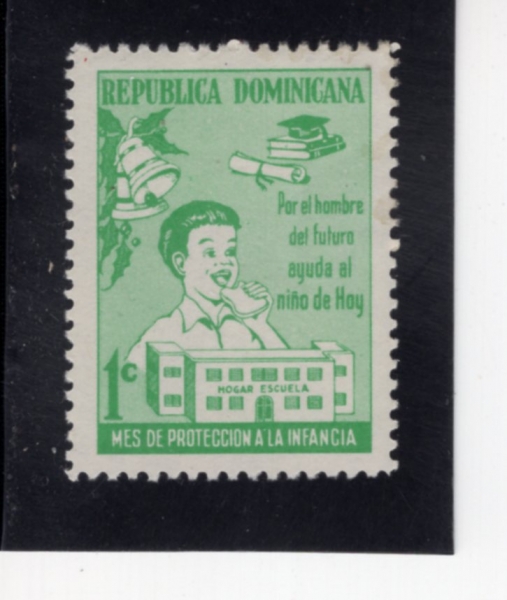 REPUBLICA DOMINICANA
Por el hombre
del futuro
ayuda al
niño de Hoy
1c
HOGAR ESCUELA
MES DE PROTECCION A LA INFANCIA